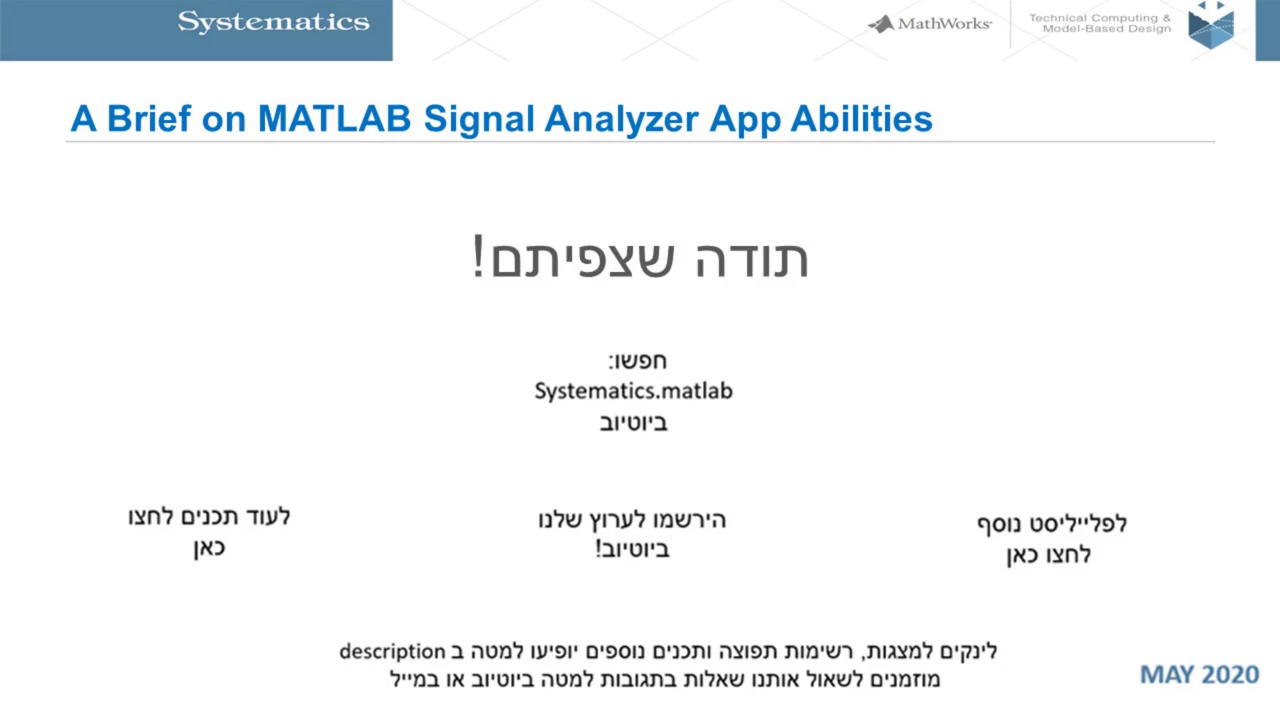 Systematics
MathWorks
Technical Computing &
Model-Based Design
A Brief on MATLAB Signal Analyzer App Abilities
תודה שצפיתם!
חפשו:
Systematics.matlab
ביוטיוב
לפלייליסט נוסף
לחצו כאן
הירשמו לערוץ שלנו
ביוטיוב!
לעוד תכנים לחצו
כאן
לינקים למצגות, רשימות תפוצה ותכנים נוספים יופיעו למטה ב description
מוזמנים לשאול אותנו שאלות בתגובות למטה ביוטיוב או במייל
MAY 2020